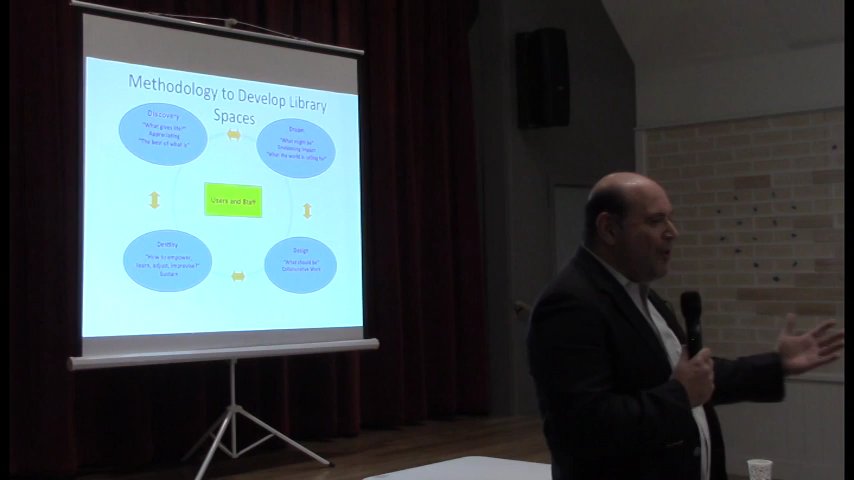 Methodology to Develop Library
Spaces
Discovery
"What gives life?"
Appreciating
"The best of what is"
Dream
"What might be"
Envisioning Impact
"What the world is calling for"
Users and Staff
Destiny
"How to empower,
learn, adjust, improvise?"
Sustain
Design
"What should be"
Collaborative Work